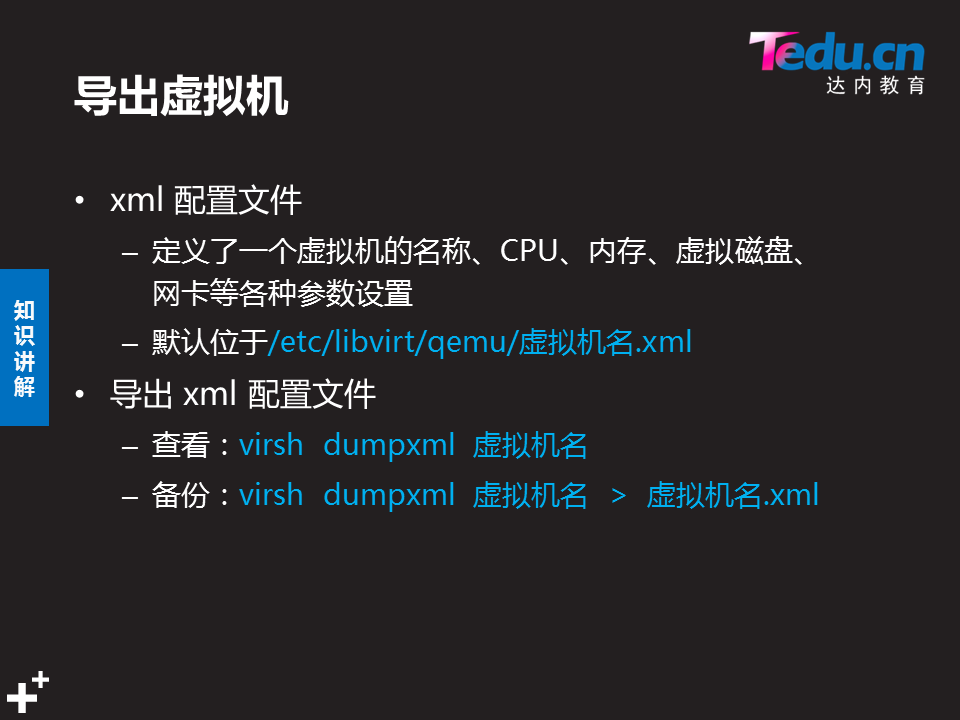 Tedu.cn
达内教育
导出虚拟机
• xml 配置文件
– 定义了一个虚拟机的名称、CPU、内存、虚拟磁盘、
网卡等各种参数设置
– 默认位于/etc/libvirt/qemu/虚拟机名.xml
• 导出 xml 配置文件
– 查看：virsh dumpxml 虚拟机名
– 备份：virsh dumpxml 虚拟机名 > 虚拟机名.xml
知
识
讲
解